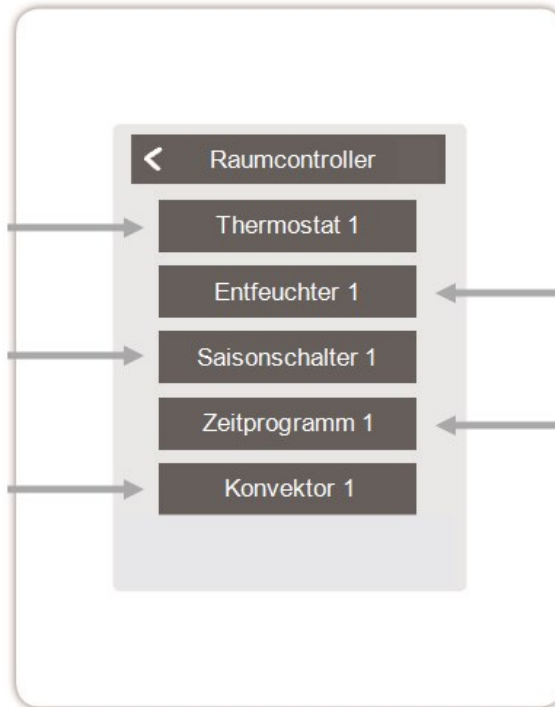 Raumcontroller
Thermostat 1
Entfeuchter 1
Saisonschalter 1
Zeitprogramm 1
Konvektor 1